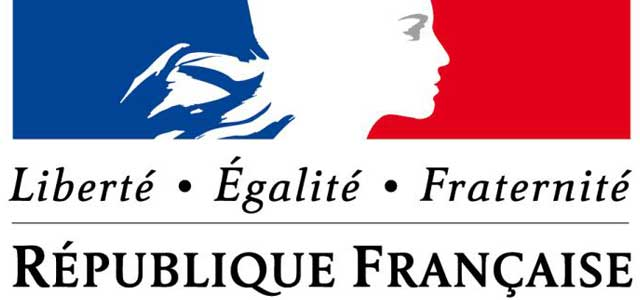 Liberté • Égalité • Fraternité
RÉPUBLIQUE FRANÇAISE